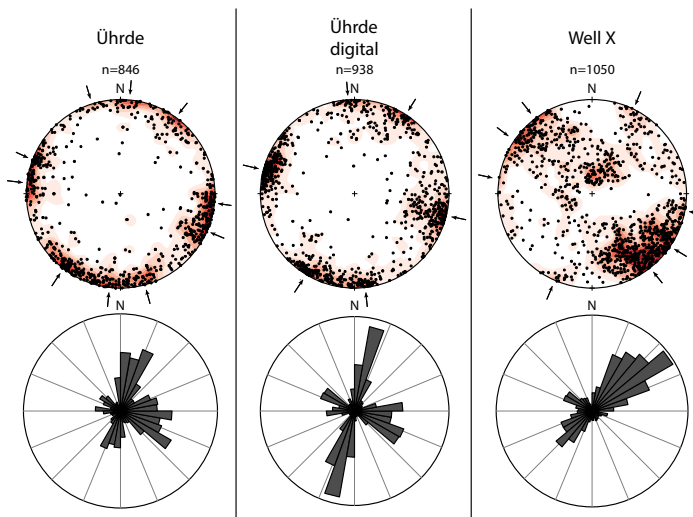 Ührde
n=846
N
N
Ührde
digital
n=938
N
N
Well X
n=1050
N
N